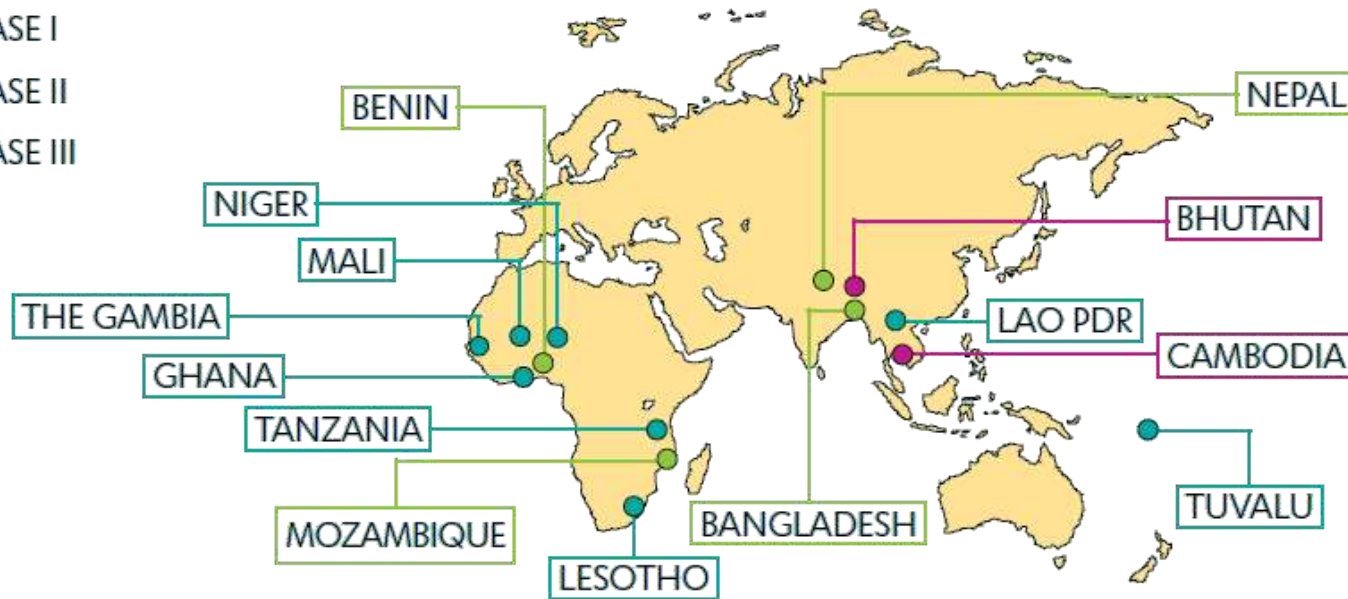 ASE I
ASE II
ASE III
BENIN
NEPAL
NIGER
BHUTAN
MALI
THE GAMBIA
LAO PDR
GHANA
CAMBODIA
TANZANIA
TUVALU
MOZAMBIQUE
BANGLADESH
LESOTHO